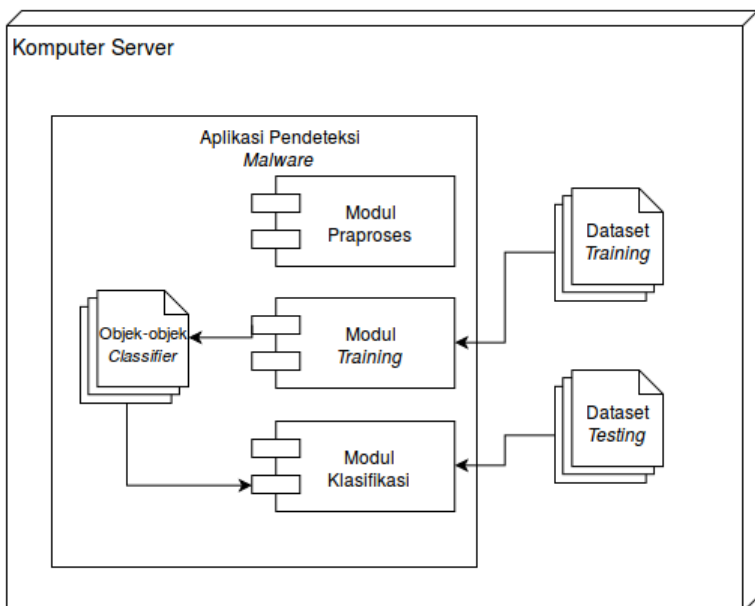 Komputer Server
Aplikasi Pendeteksi
Malware
Modul
Praproses
Dataset
Training
Objek-objek
Classifier
Modul
Training
Dataset
Testing
Modul
Klasifikasi